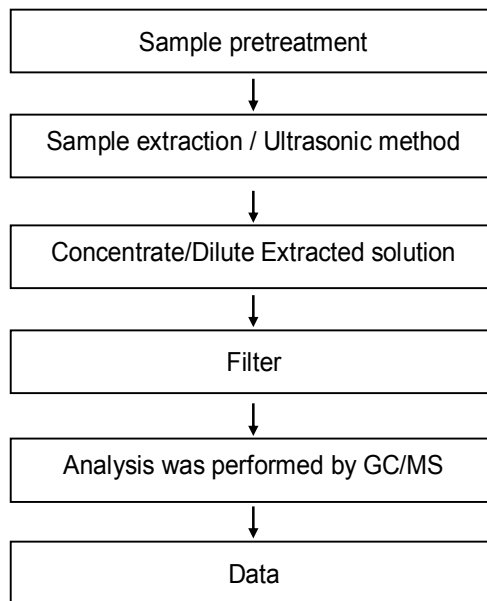 Sample pretreatment
Sample extraction / Ultrasonic method
Concentrate/Dilute Extracted solution
Filter
Analysis was performed by GC/MS
Data